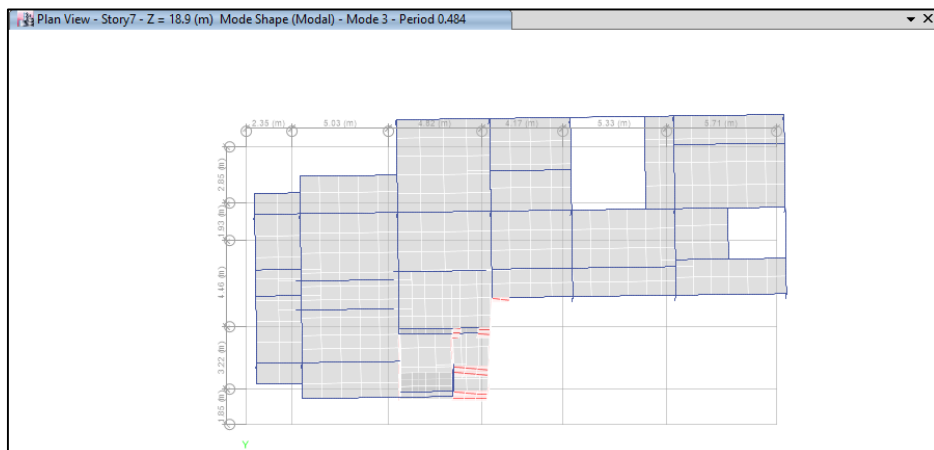 Plan View - Story7 - Z = 18.9 (m) Mode Shape (Modal) - Mode 3 - Period 0.484
2.35 (m) 5.03 (m) 4.82 (m) 4.17 (m) 5.33 (m) 5.71 (m)
2.85 (m)
1.93 (m)
4.46 (m)
3.22 (m)
1.85 (m)
Y